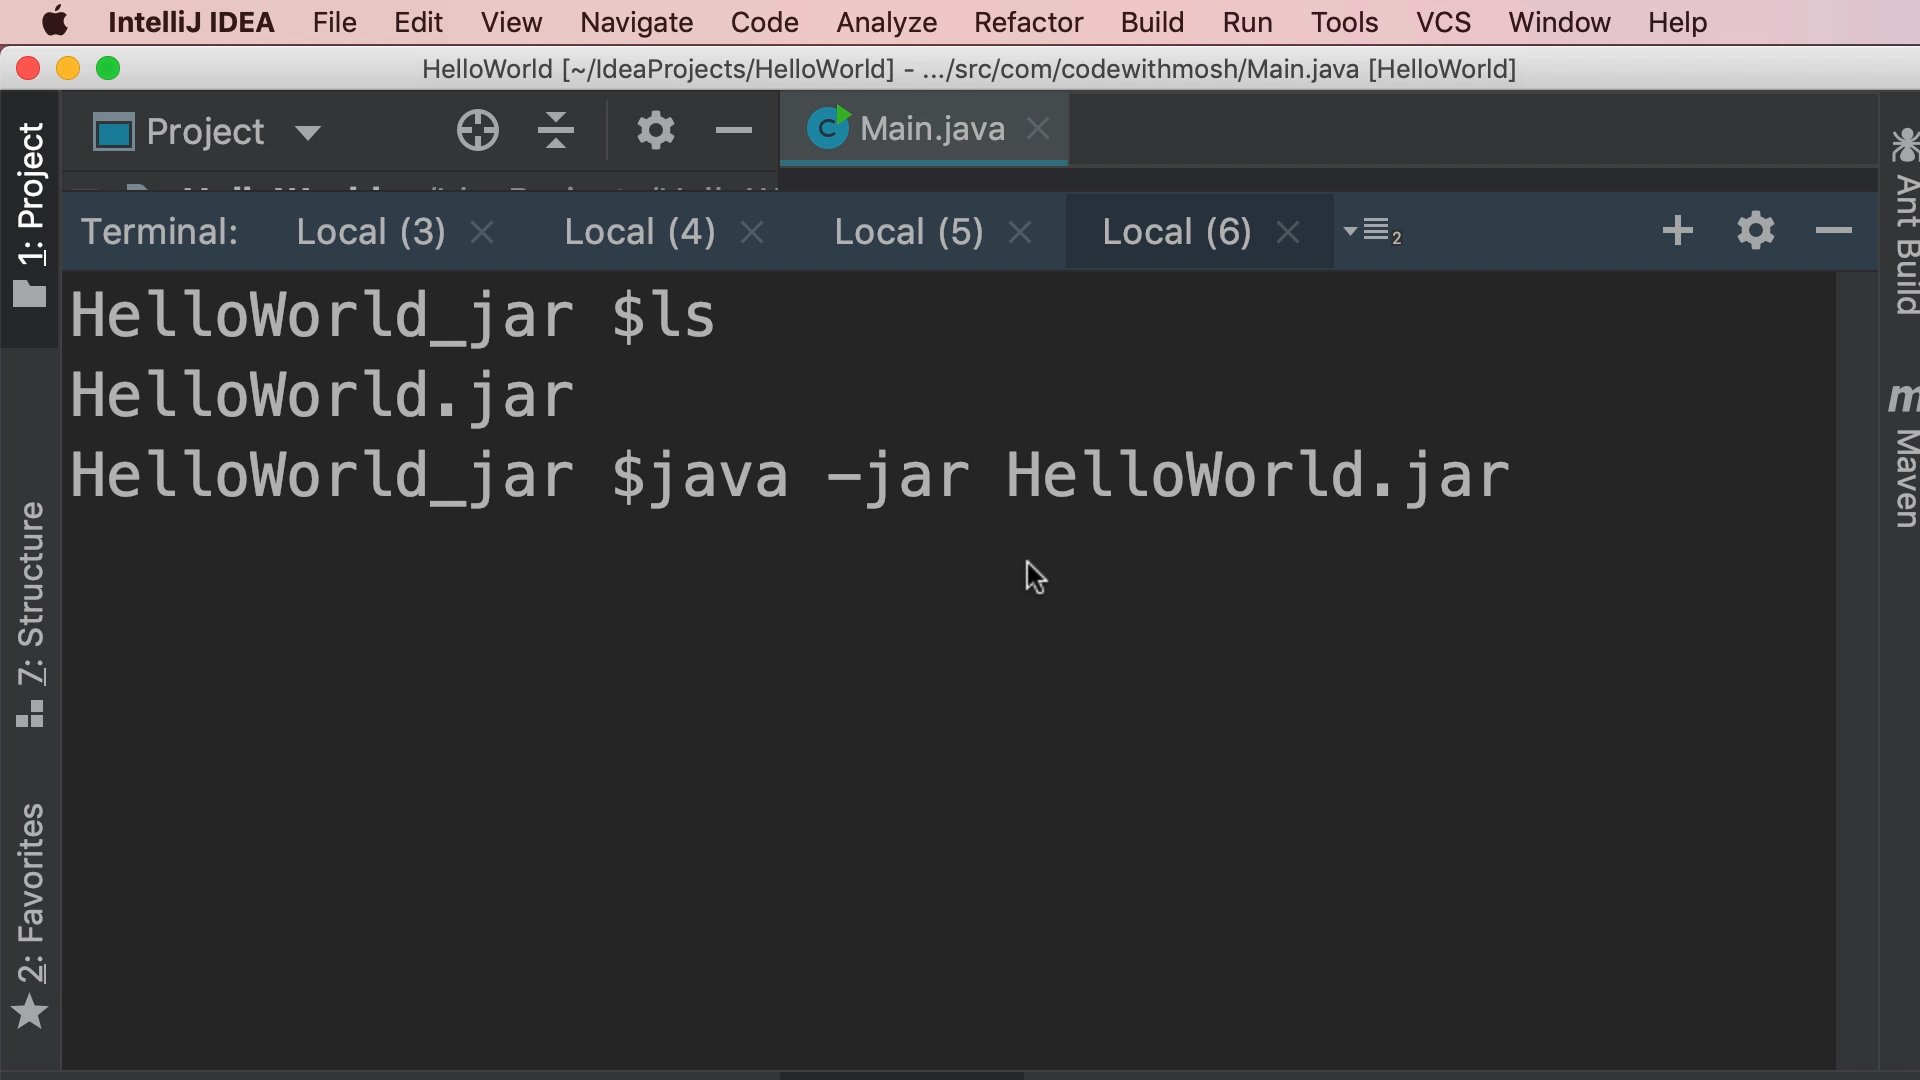 IntelliJ IDEA File Edit View Navigate Code Analyze Refactor Build Run Tools VCS Window Help
HelloWorld [~/IdeaProjects/HelloWorld] - .../src/com/codewithmosh/Main.java [HelloWorld]
Project
Main.java
Terminal: Local (3) Local (4) Local (5) Local (6) 2
HelloWorld_jar $ls
HelloWorld.jar
HelloWorld_jar $java -jar HelloWorld.jar
1: Project
7: Structure
2: Favorites
Ant Build
Maven